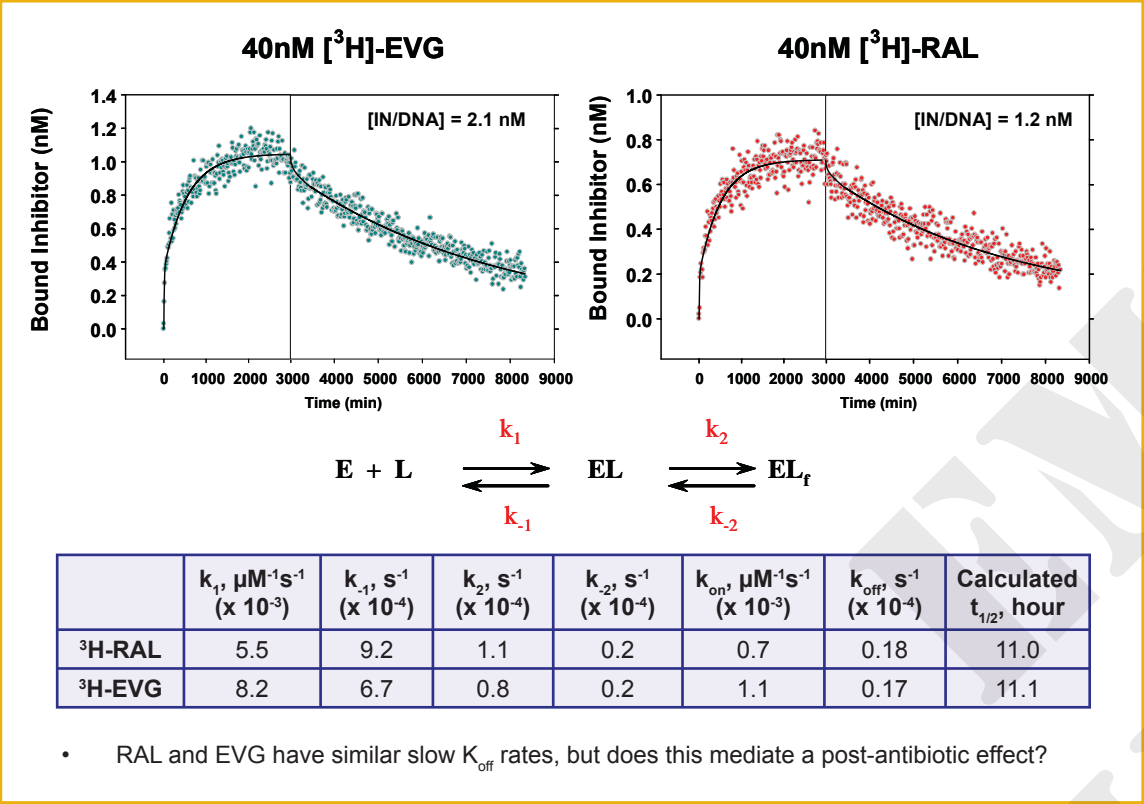 40nM [³H]-EVG
40nM [³H]-RAL
Bound Inhibitor (nM)
1.4
1.2
1.0
0.8
0.6
0.4
0.2
0.0
[IN/DNA] = 2.1 nM
0 1000 2000 3000 4000 5000 6000 7000 8000 9000
Time (min)
Bound Inhibitor (nM)
1.0
0.8
0.6
0.4
0.2
0.0
[IN/DNA] = 1.2 nM
0 1000 2000 3000 4000 5000 6000 7000 8000 9000
Time (min)
k₁ k₂
E + L EL EL_f
k₋₁ k₋₂
k₁, µM⁻¹s⁻¹ (x 10⁻³) k₋₁, s⁻¹ (x 10⁻⁴) k₂, s⁻¹ (x 10⁻⁴) k₋₂, s⁻¹ (x 10⁻⁴) k_on, µM⁻¹s⁻¹ (x 10⁻³) k_off, s⁻¹ (x 10⁻⁴) Calculated t₁/₂, hour
³H-RAL 5.5 9.2 1.1 0.2 0.7 0.18 11.0
³H-EVG 8.2 6.7 0.8 0.2 1.1 0.17 11.1
• RAL and EVG have similar slow K_off rates, but does this mediate a post-antibiotic effect?